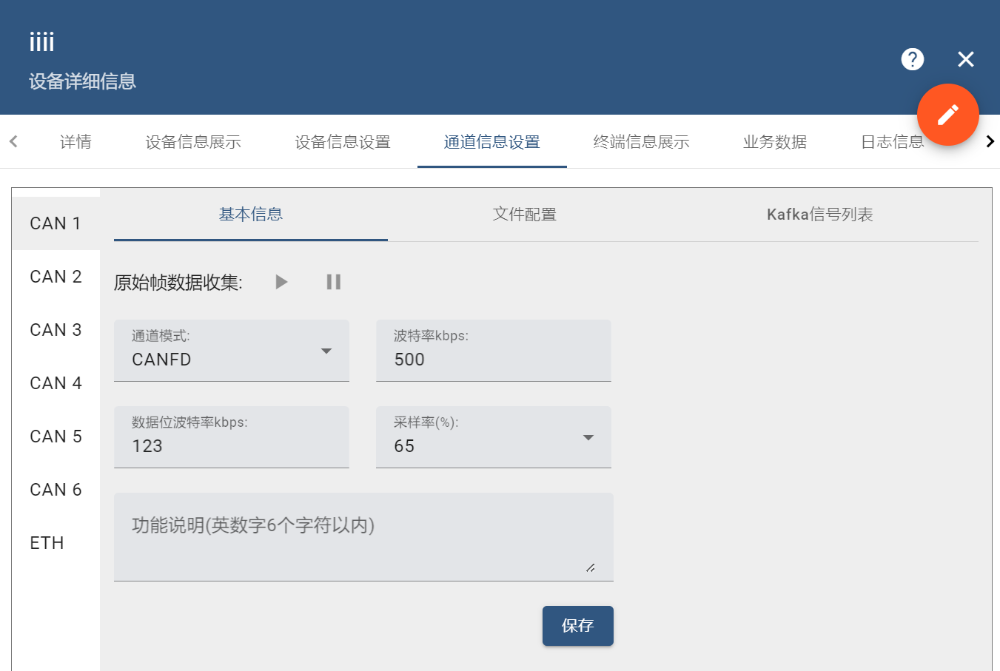 iiii
设备详细信息
详情 设备信息展示 设备信息设置 通道信息设置 终端信息展示 业务数据 日志信息
CAN 1
CAN 2
CAN 3
CAN 4
CAN 5
CAN 6
ETH
基本信息 文件配置 Kafka信号列表
原始帧数据收集:
通道模式:
CANFD
波特率kbps:
500
数据位波特率kbps:
123
采样率(%):
65
功能说明(英数字6个字符以内)
保存